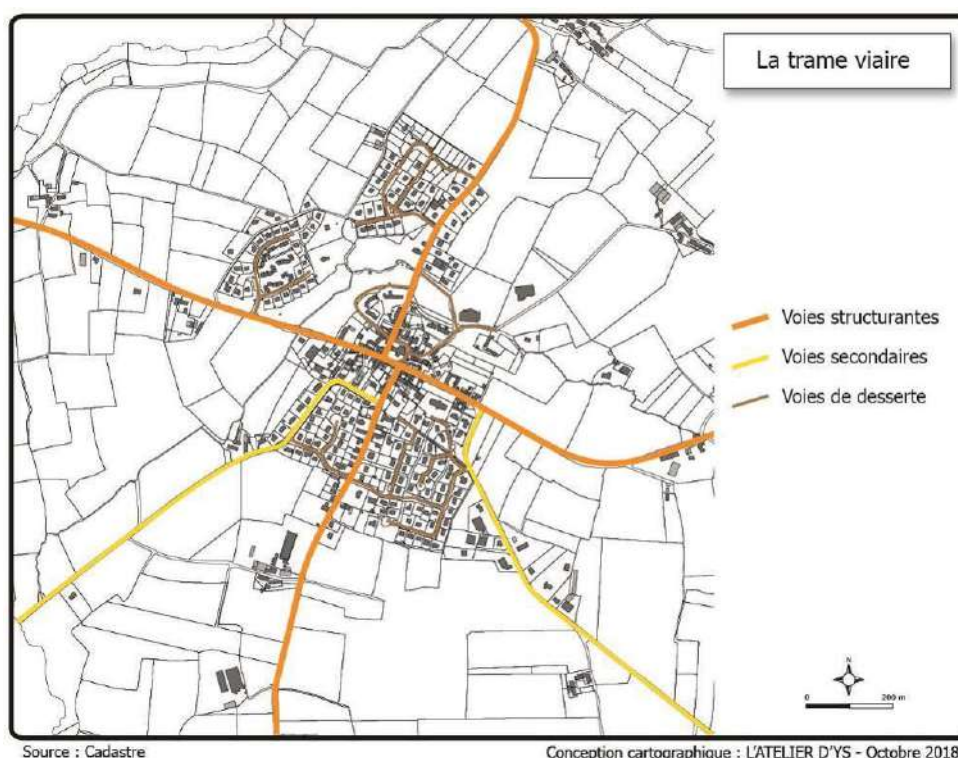 La trame viaire
Voies structurantes
Voies secondaires
Voies de desserte
N
0 200 m
Source : Cadastre
Conception cartographique : L'ATELIER D'YS - Octobre 2018